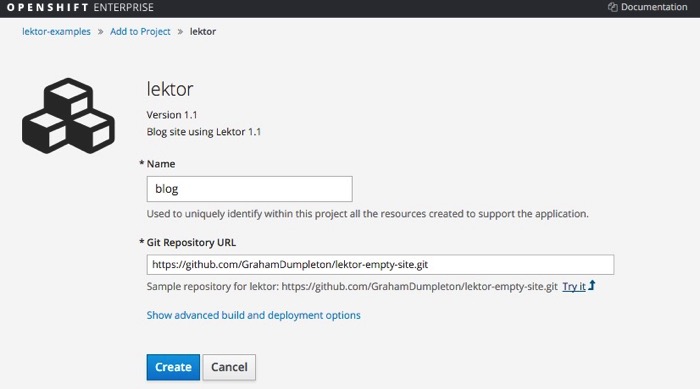 OPENSHIFT ENTERPRISE
Documentation
lektor-examples » Add to Project » lektor
lektor
Version 1.1
Blog site using Lektor 1.1
* Name
blog
Used to uniquely identify within this project all the resources created to support the application.
* Git Repository URL
https://github.com/GrahamDumpleton/lektor-empty-site.git
Sample repository for lektor: https://github.com/GrahamDumpleton/lektor-empty-site.git Try it
Show advanced build and deployment options
Create Cancel